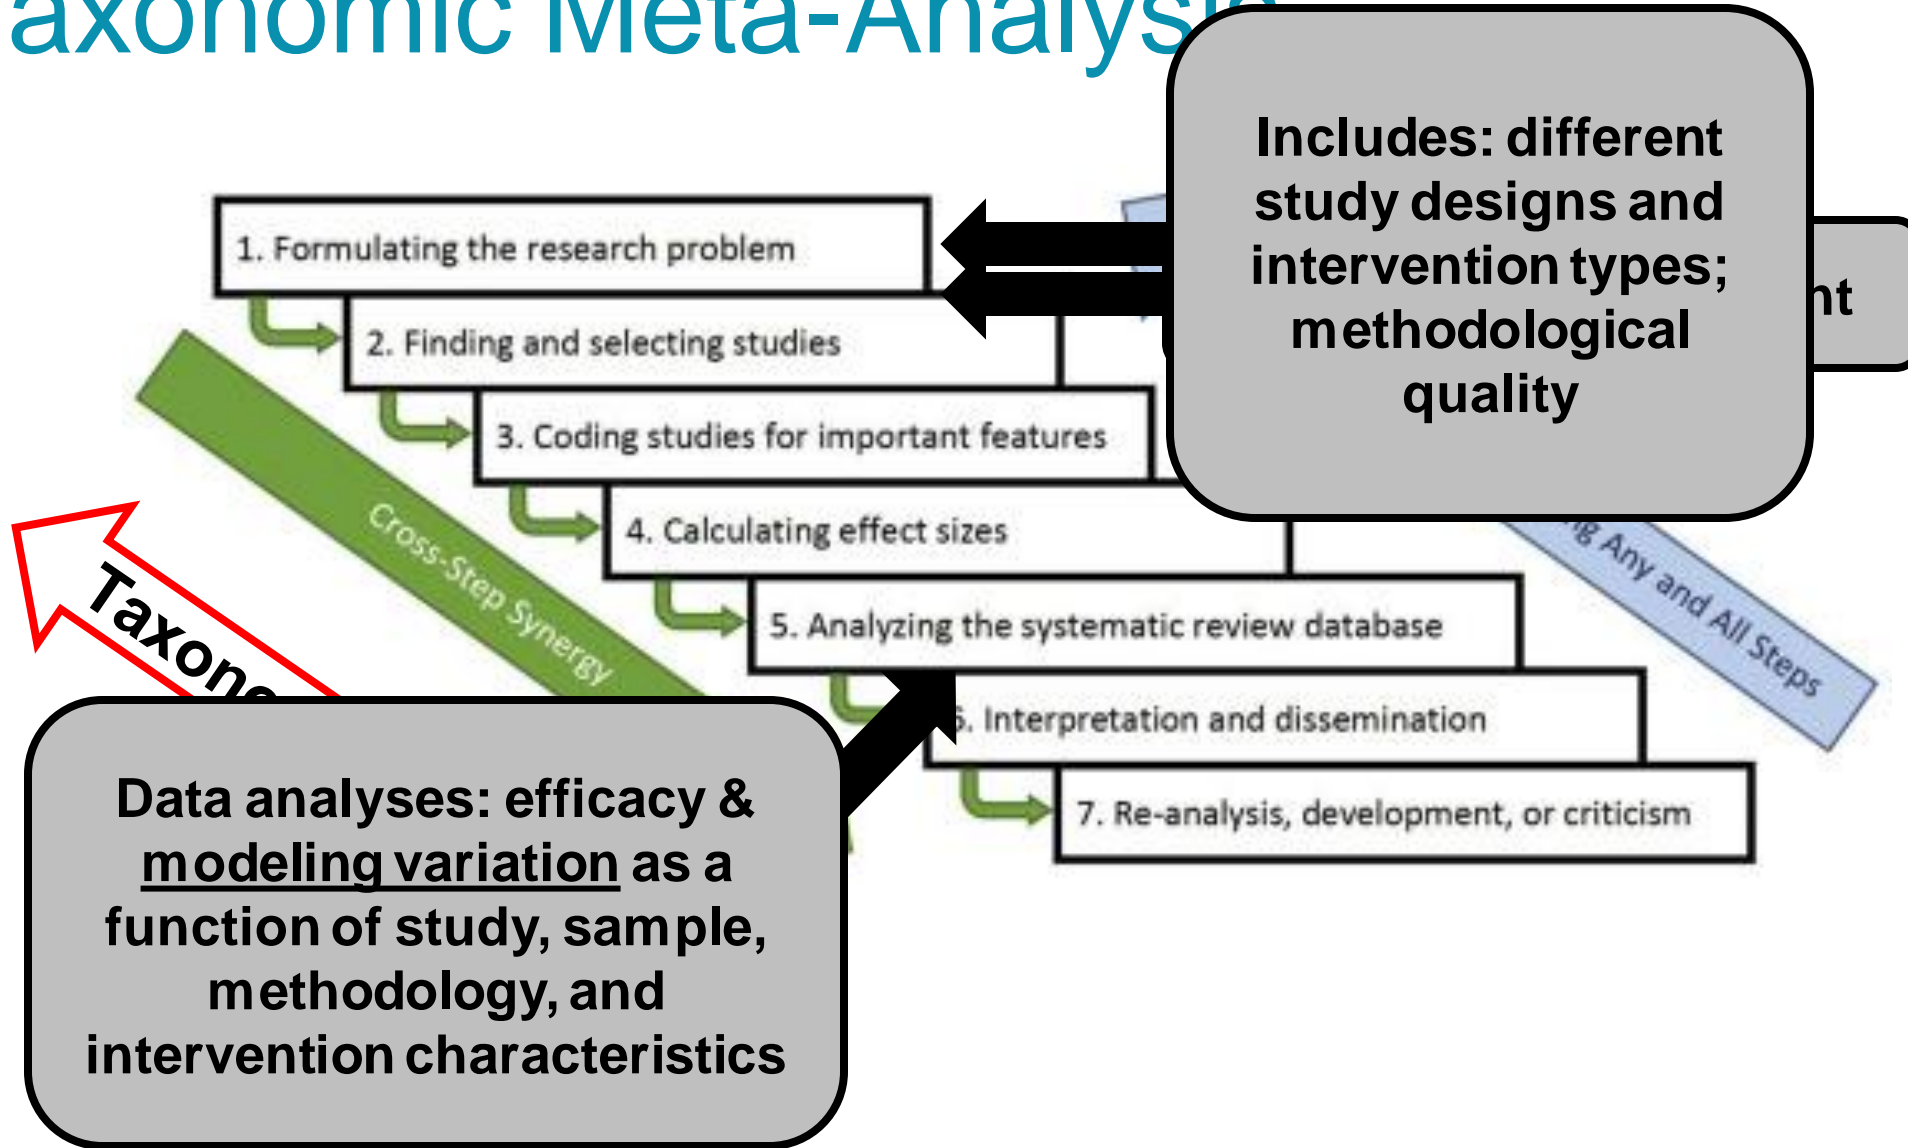 axonomic Meta-Analysis
Includes: different
study designs and
intervention types;
methodological
quality
nt
1. Formulating the research problem
2. Finding and selecting studies
3. Coding studies for important features
4. Calculating effect sizes
5. Analyzing the systematic review database
6. Interpretation and dissemination
7. Re-analysis, development, or criticism
Cross-Step Synergy
ng Any and All Steps
Taxono
Data analyses: efficacy &
modeling variation as a
function of study, sample,
methodology, and
intervention characteristics